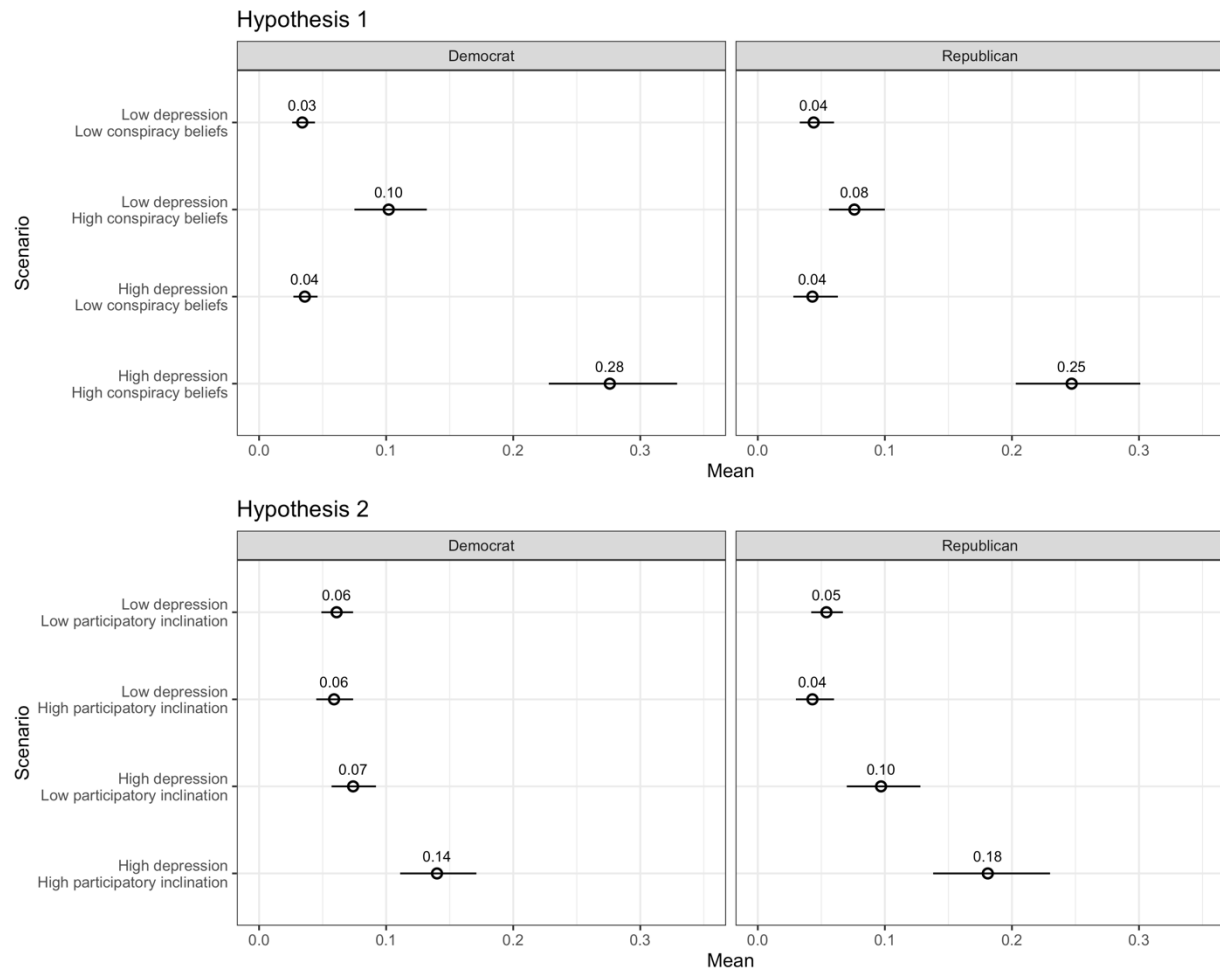 Hypothesis 1
Democrat
Republican
Scenario
Low depression
Low conspiracy beliefs
0.03
0.04
Low depression
High conspiracy beliefs
0.10
0.08
High depression
Low conspiracy beliefs
0.04
0.04
High depression
High conspiracy beliefs
0.28
0.25
0.0 0.1 0.2 0.3
0.0 0.1 0.2 0.3
Mean
Hypothesis 2
Democrat
Republican
Scenario
Low depression
Low participatory inclination
0.06
0.05
Low depression
High participatory inclination
0.06
0.04
High depression
Low participatory inclination
0.07
0.10
High depression
High participatory inclination
0.14
0.18
0.0 0.1 0.2 0.3
0.0 0.1 0.2 0.3
Mean